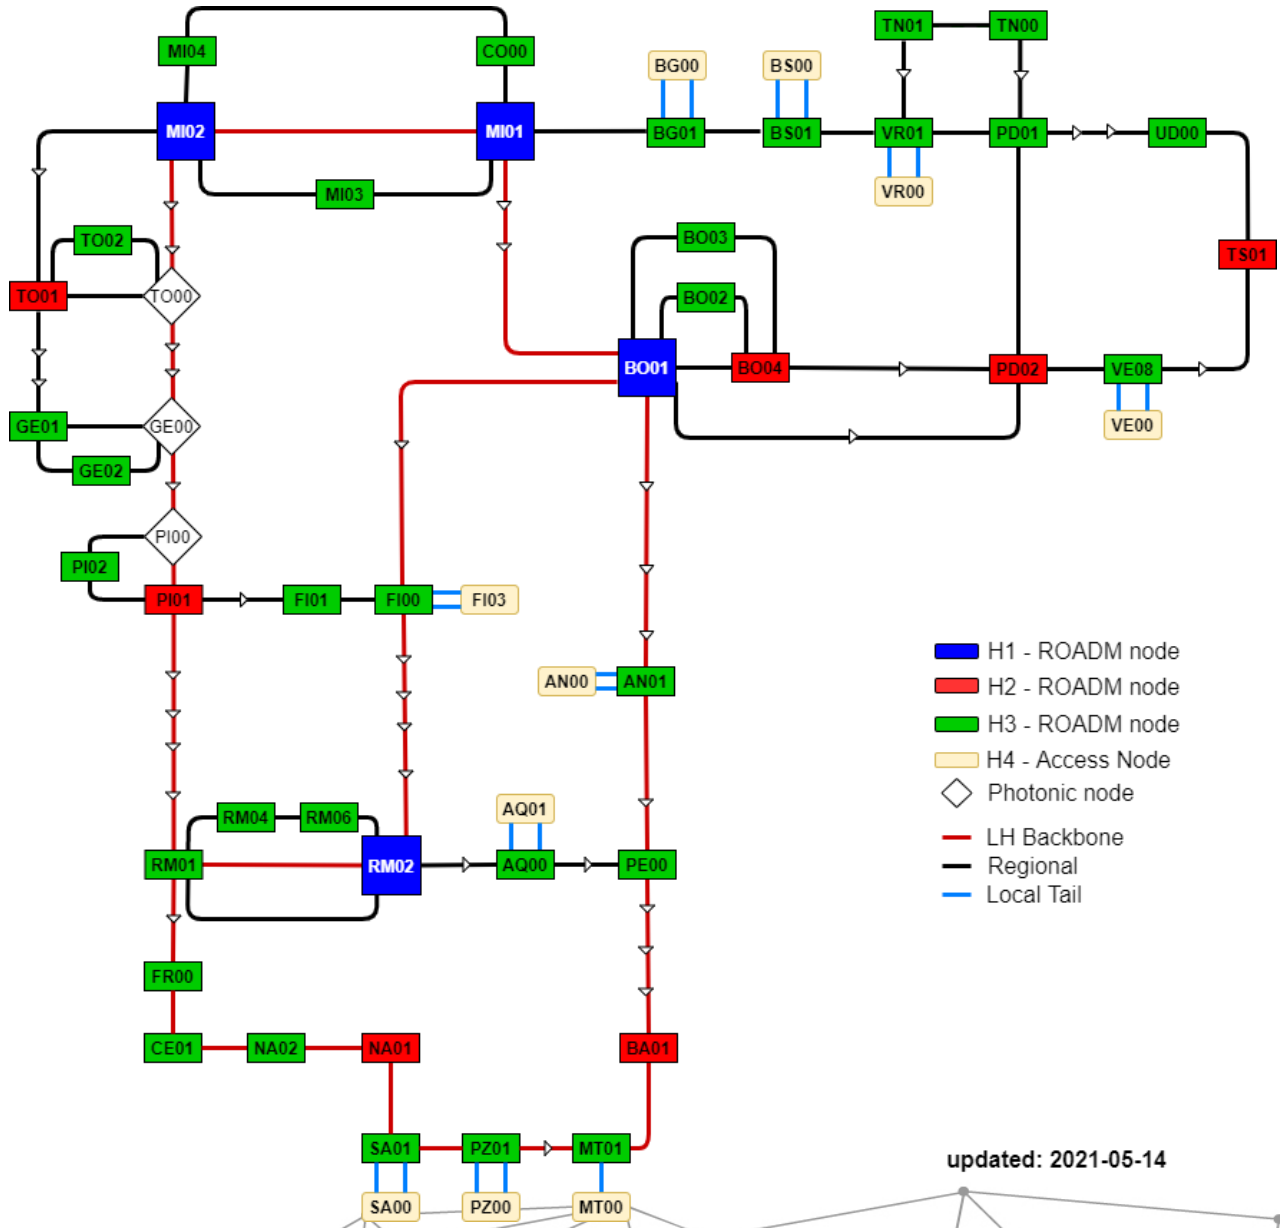 TN01
TN00
MI04
CO00
BG00
BS00
MI02
MI01
BG01
BS01
VR01
PD01
UD00
MI03
VR00
TO02
BO03
TS01
TO01
TO00
BO02
BO01
BO04
PD02
VE08
GE01
GE00
VE00
GE02
PI00
PI02
PI01
FI01
FI00
FI03
AN00
AN01
H1 - ROADM node
H2 - ROADM node
H3 - ROADM node
H4 - Access Node
Photonic node
LH Backbone
Regional
Local Tail
RM04
RM06
AQ01
RM01
RM02
AQ00
PE00
FR00
CE01
NA02
NA01
BA01
SA01
PZ01
MT01
updated: 2021-05-14
SA00
PZ00
MT00